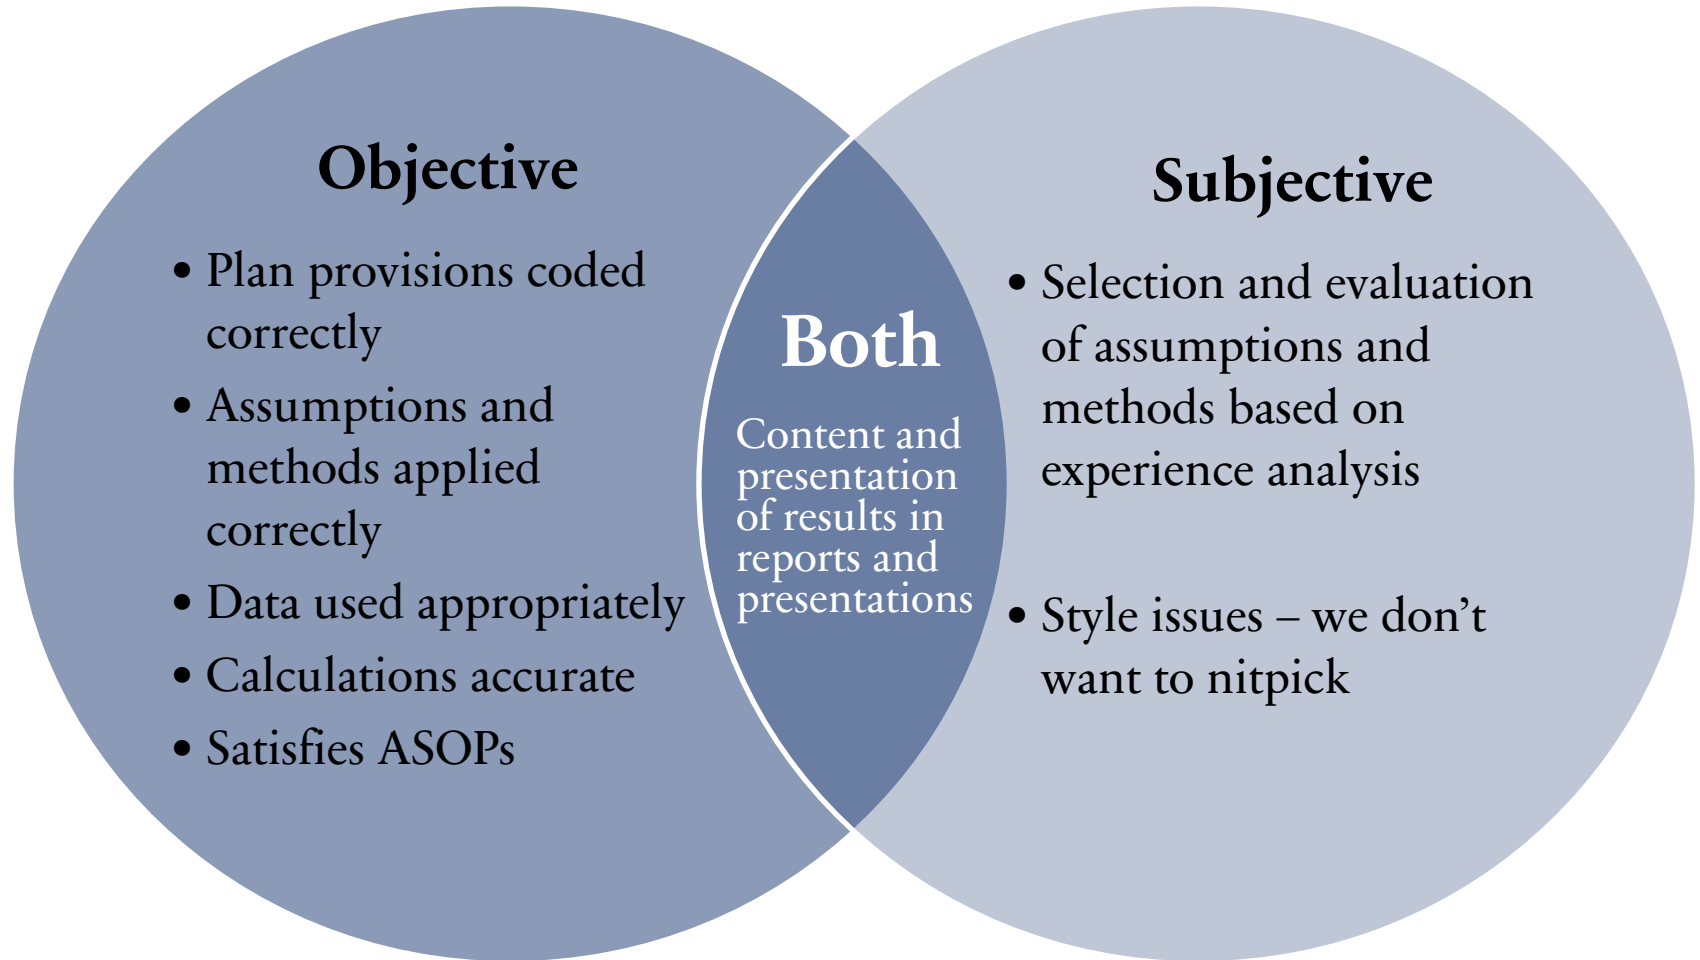 Objective
• Plan provisions coded
correctly
• Assumptions and
methods applied
correctly
• Data used appropriately
• Calculations accurate
• Satisfies ASOPs
Both
Content and
presentation
of results in
reports and
presentations
Subjective
• Selection and evaluation
of assumptions and
methods based on
experience analysis
• Style issues – we don’t
want to nitpick